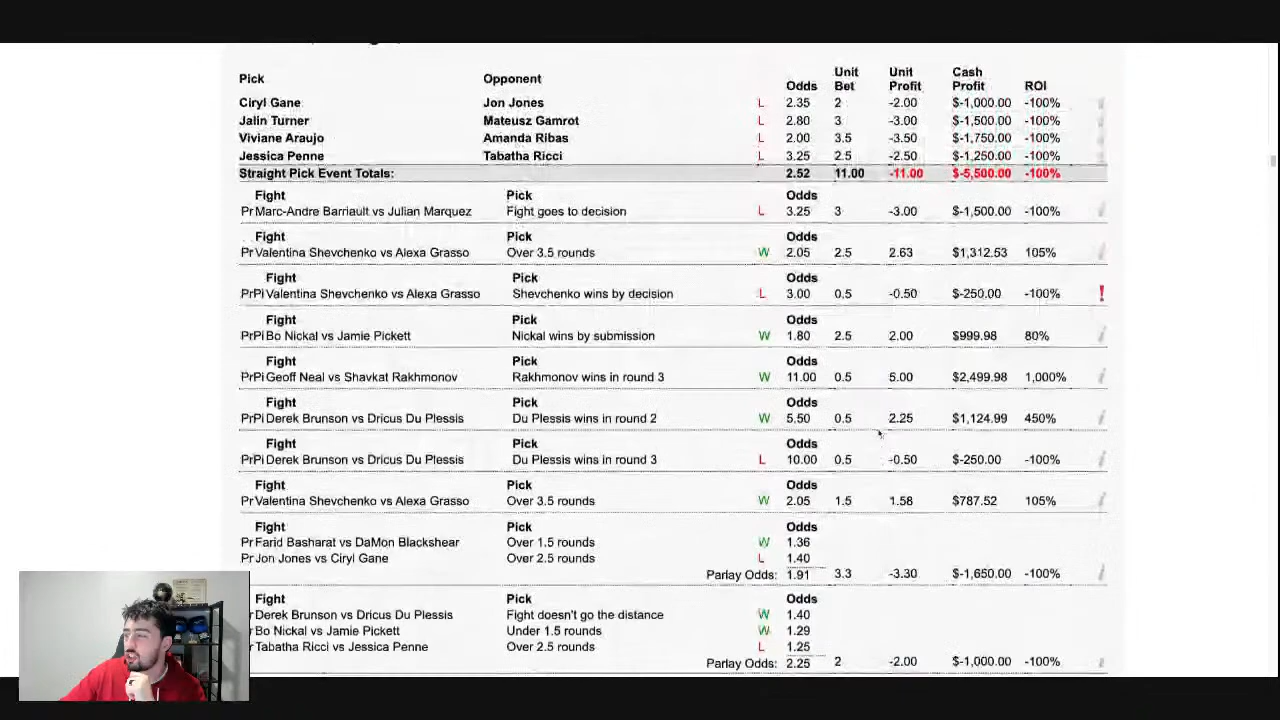 Pick Opponent Odds Unit Bet Unit Profit Cash Profit ROI
Ciryl Gane Jon Jones L 2.35 2 -2.00 $-1,000.00 -100%
Jalin Turner Mateusz Gamrot L 2.80 3 -3.00 $-1,500.00 -100%
Viviane Araujo Amanda Ribas L 2.00 3.5 -3.50 $-1,750.00 -100%
Jessica Penne Tabatha Ricci L 3.25 2.5 -2.50 $-1,250.00 -100%
Straight Pick Event Totals: 2.52 11.00 -11.00 $-5,500.00 -100%
Fight Pick Odds
Pr Marc-Andre Barriault vs Julian Marquez Fight goes to decision L 3.25 3 -3.00 $-1,500.00 -100%
Fight Pick Odds
Pr Valentina Shevchenko vs Alexa Grasso Over 3.5 rounds W 2.05 2.5 2.63 $1,312.53 105%
Fight Pick Odds
PrPi Valentina Shevchenko vs Alexa Grasso Shevchenko wins by decision L 3.00 0.5 -0.50 $-250.00 -100% !
Fight Pick Odds
PrPi Bo Nickal vs Jamie Pickett Nickal wins by submission W 1.80 2.5 2.00 $999.98 80%
Fight Pick Odds
PrPi Geoff Neal vs Shavkat Rakhmonov Rakhmonov wins in round 3 W 11.00 0.5 5.00 $2,499.98 1,000%
Fight Pick Odds
PrPi Derek Brunson vs Dricus Du Plessis Du Plessis wins in round 2 W 5.50 0.5 2.25 $1,124.99 450%
Fight Pick Odds
PrPi Derek Brunson vs Dricus Du Plessis Du Plessis wins in round 3 L 10.00 0.5 -0.50 $-250.00 -100%
Fight Pick Odds
Pr Valentina Shevchenko vs Alexa Grasso Over 3.5 rounds W 2.05 1.5 1.58 $787.52 105%
Fight Pick Odds
Pr Farid Basharat vs DaMon Blackshear Over 1.5 rounds W 1.36
Pr Jon Jones vs Ciryl Gane Over 2.5 rounds L 1.40
Parlay Odds: 1.91 3.3 -3.30 $-1,650.00 -100%
Fight Pick Odds
r Derek Brunson vs Dricus Du Plessis Fight doesn't go the distance W 1.40
r Bo Nickal vs Jamie Pickett Under 1.5 rounds W 1.29
r Tabatha Ricci vs Jessica Penne Over 2.5 rounds L 1.25
Parlay Odds: 2.25 2 -2.00 $-1,000.00 -100%